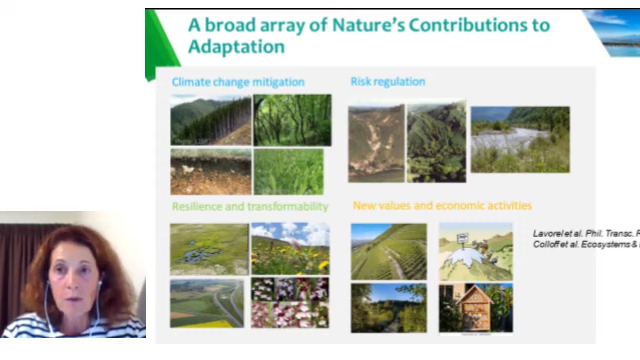 A broad array of Nature's Contributions to
Adaptation
Climate change mitigation
Risk regulation
Resilience and transformability
New values and economic activities
Lavorel et al. Phil. Transc.
Colloff et al. Ecosystems &